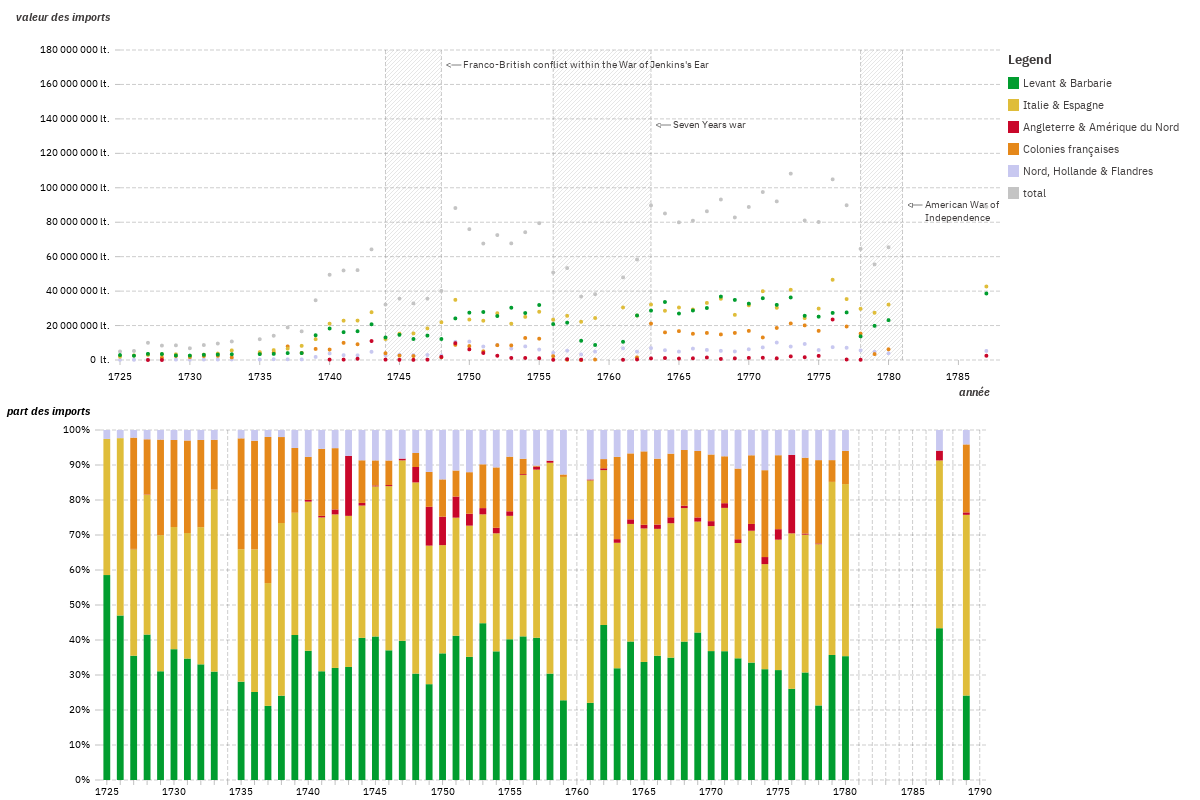 valeur des imports
180 000 000 lt.
160 000 000 lt.
140 000 000 lt.
120 000 000 lt.
100 000 000 lt.
80 000 000 lt.
60 000 000 lt.
40 000 000 lt.
20 000 000 lt.
0 lt.
Franco-British conflict within the War of Jenkins's Ear
Seven Years war
American War of
Independence
1725 1730 1735 1740 1745 1750 1755 1760 1765 1770 1775 1780 1785
année
Legend
Levant & Barbarie
Italie & Espagne
Angleterre & Amérique du Nord
Colonies françaises
Nord, Hollande & Flandres
total
part des imports
100%
90%
80%
70%
60%
50%
40%
30%
20%
10%
0%
1725 1730 1735 1740 1745 1750 1755 1760 1765 1770 1775 1780 1785 1790